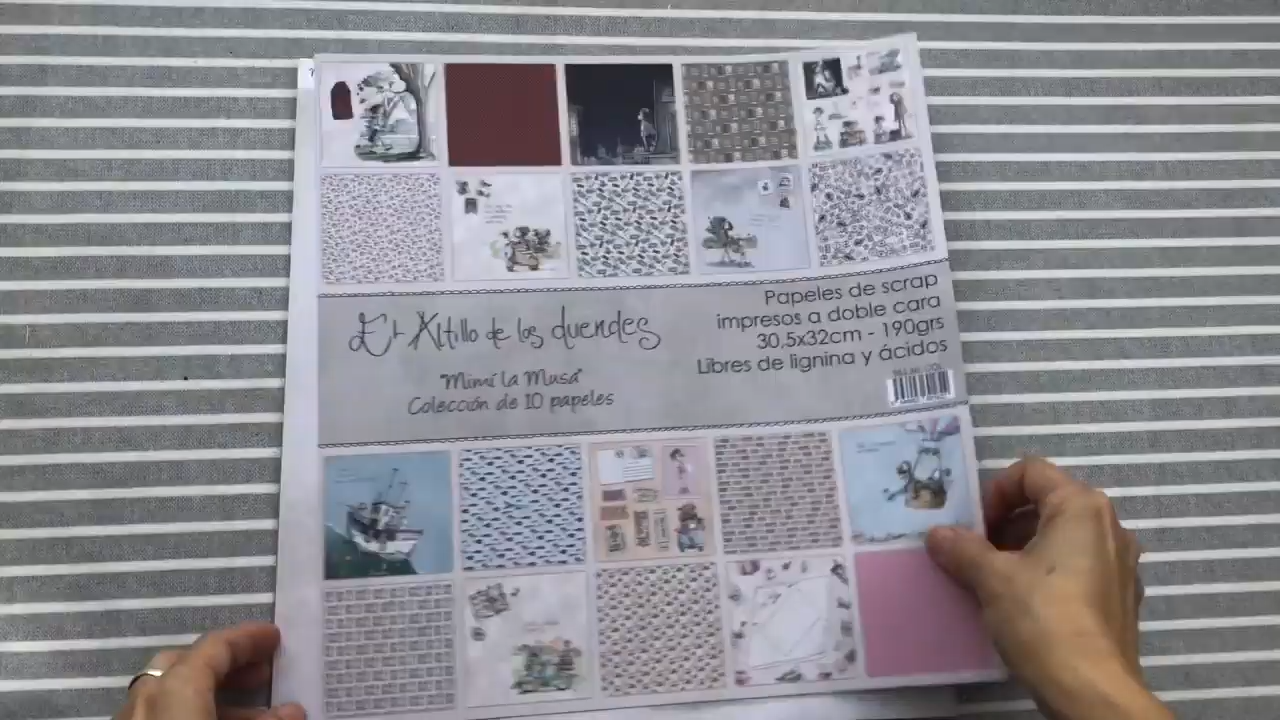 El Altillo de los duendes
"Mimí la Musa"
Colección de 10 papeles
Papeles de scrap
impresos a doble cara
30,5x32cm - 190grs
Libres de lignina y ácidos